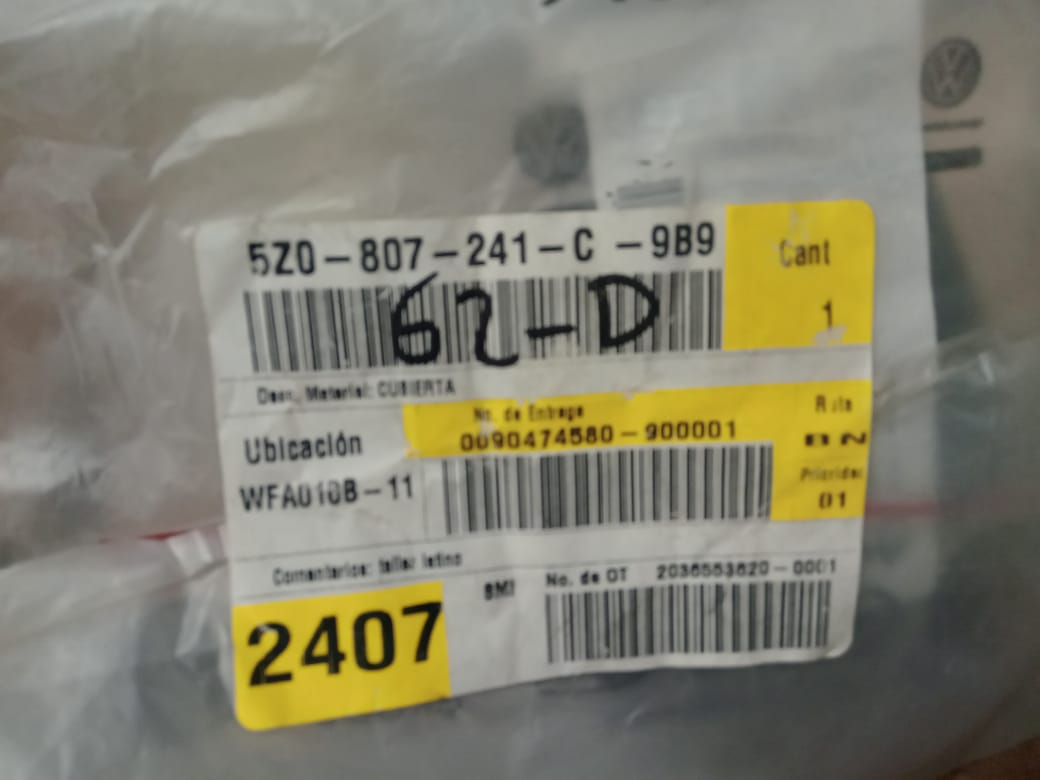 5Z0-807-241-C -9B9
Cant
1
62-D
Desc. Material: CUBIERTA
No. de Entrega
Ruta
Ubicación
0090474580-900001
WFA010B-11
Prioridad
01
Comentarios: taller latino
No. de OT 2036553620-0001
2407